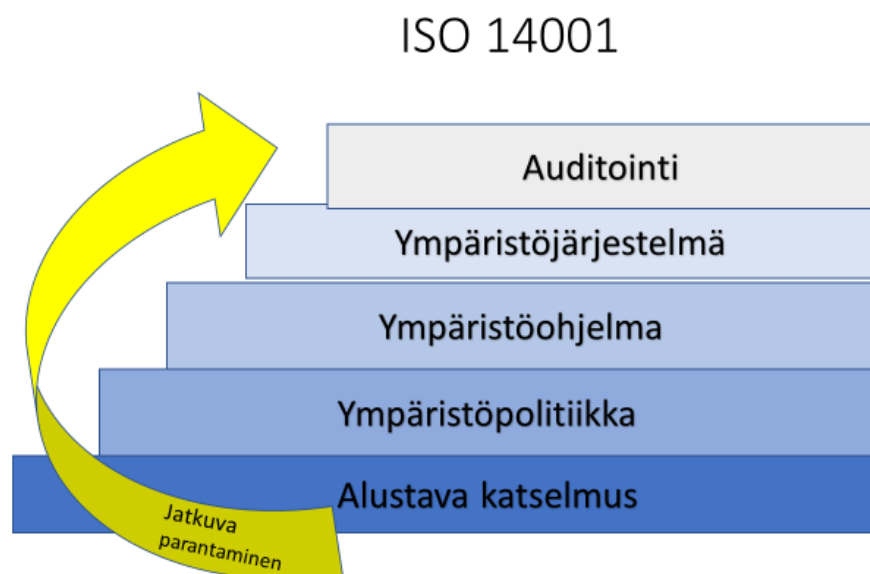 ISO 14001
Auditointi
Ympäristöjärjestelmä
Ympäristöohjelma
Ympäristöpolitiikka
Alustava katselmus
Jatkuva
parantaminen